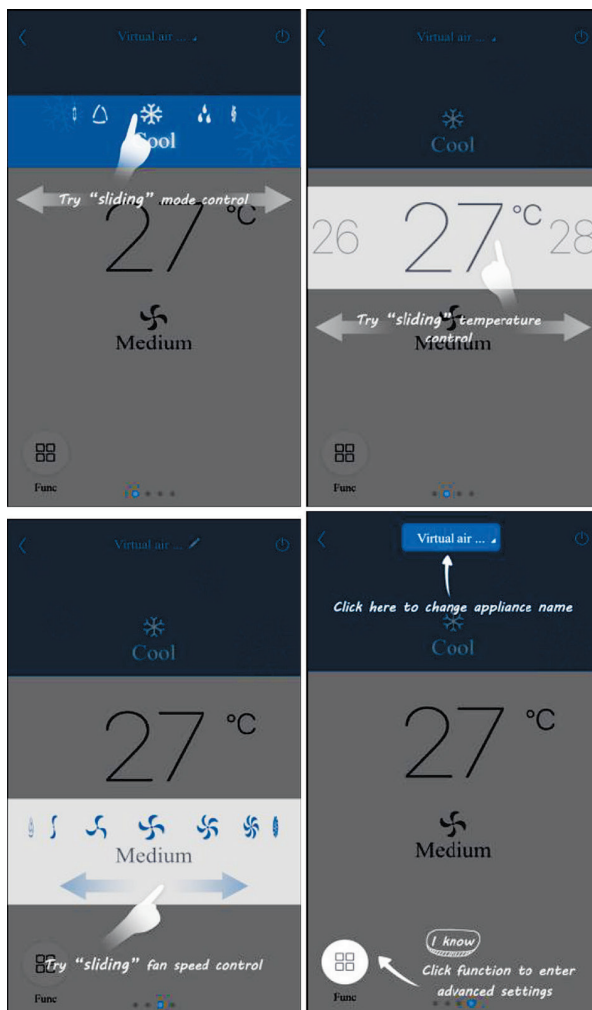 Virtual air ...
Cool
Try “sliding” mode control
27 °C
Medium
Func
Virtual air ...
Cool
26 27 °C 28
Try “sliding” temperature
control
Medium
Func
Virtual air ...
Cool
27 °C
Medium
Try “sliding” fan speed control
Func
Virtual air ...
Click here to change appliance name
Cool
27 °C
Medium
I know
Click function to enter
advanced settings
Func